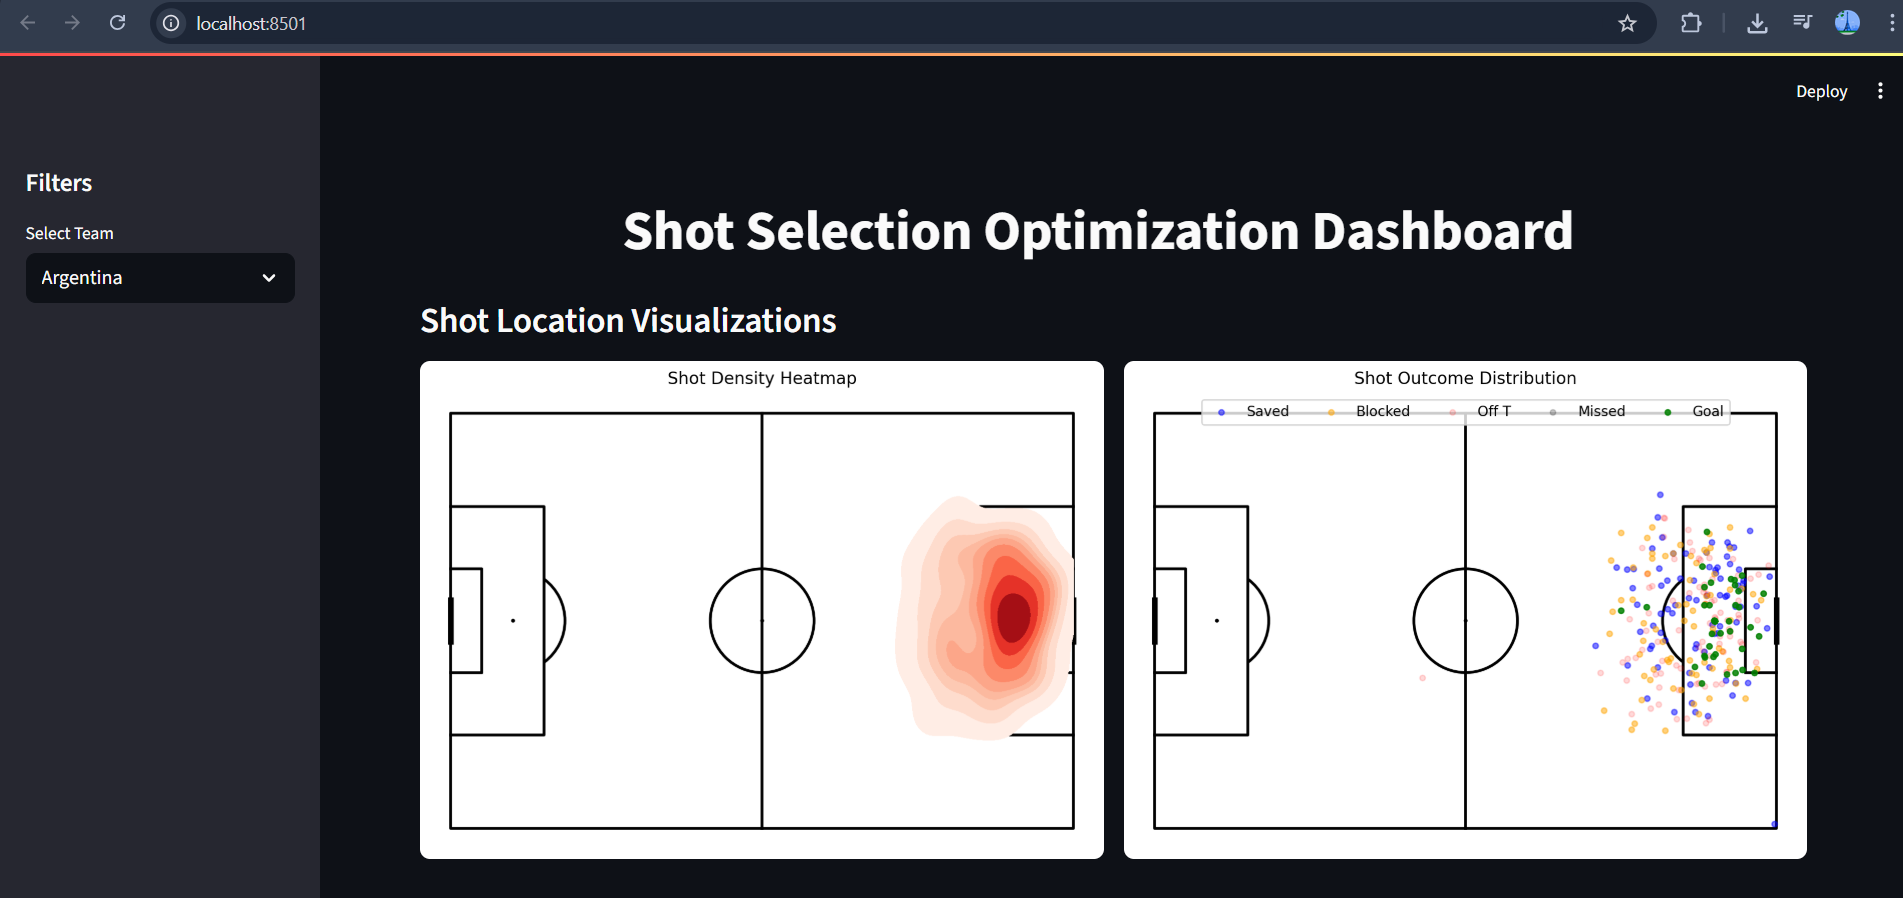 localhost:8501
Deploy
Filters
Select Team
Argentina
Shot Selection Optimization Dashboard
Shot Location Visualizations
Shot Density Heatmap
Shot Outcome Distribution
Saved Blocked Off T Missed Goal